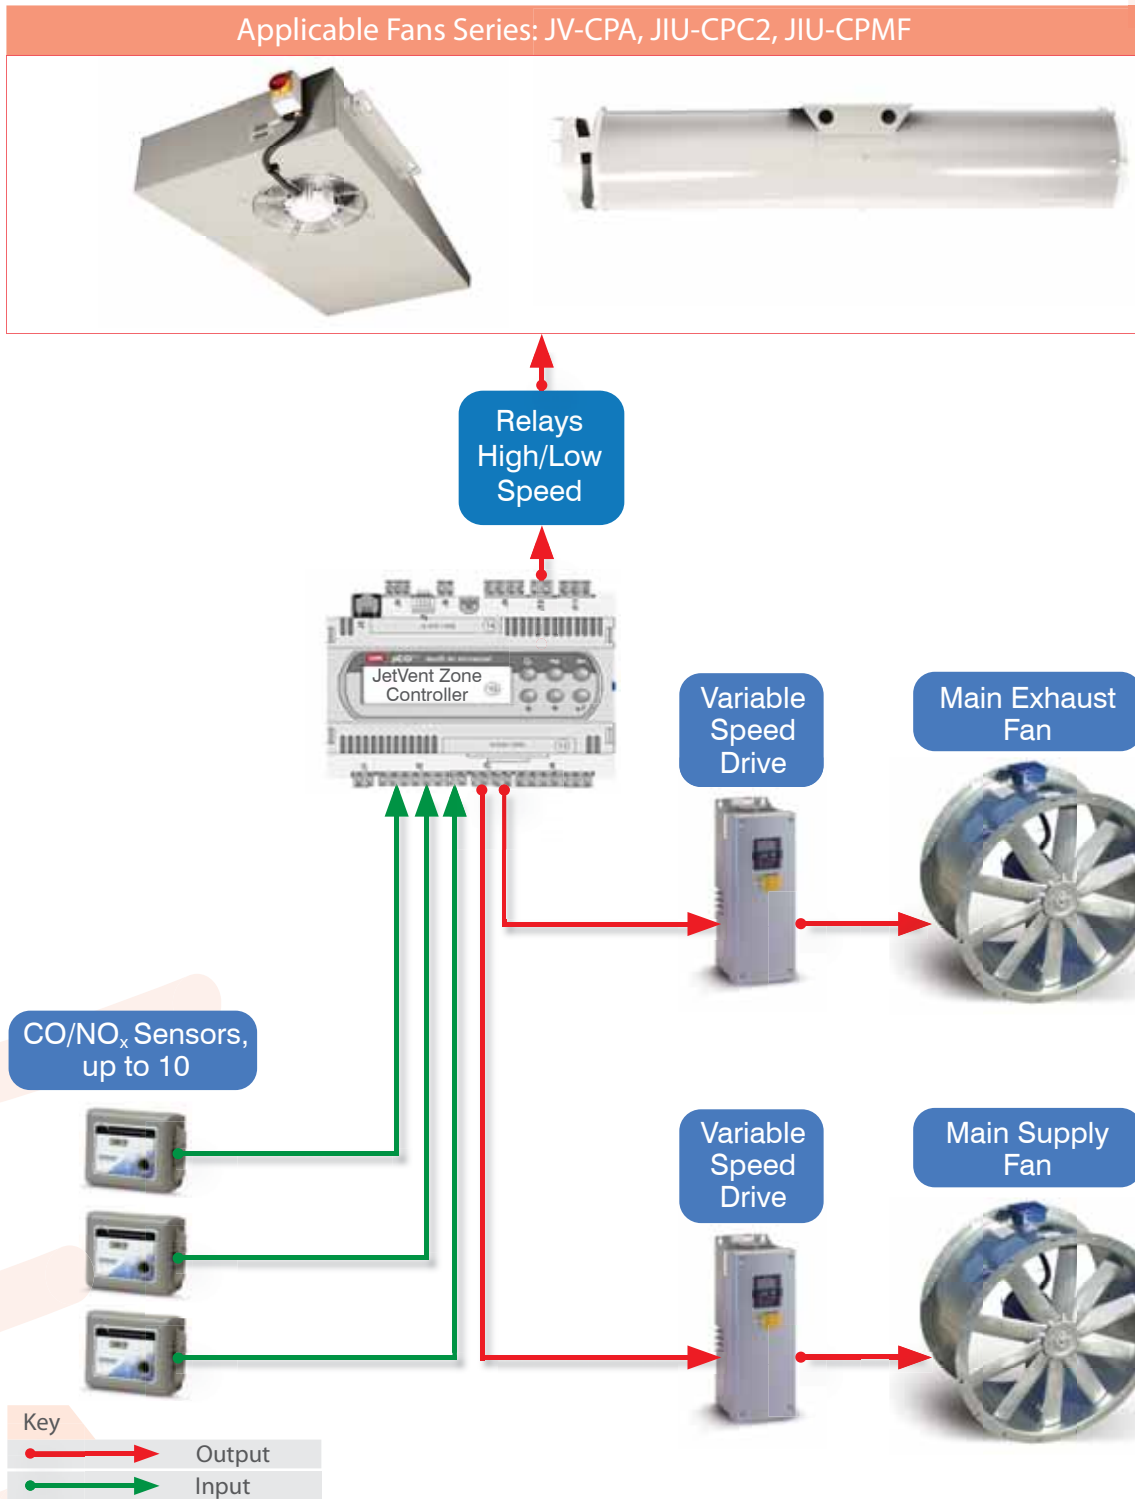 Applicable Fans Series: JV-CPA, JIU-CPC2, JIU-CPMF
Relays
High/Low
Speed
JetVent Zone
Controller
Variable
Speed
Drive
Main Exhaust
Fan
CO/NOx Sensors,
up to 10
Variable
Speed
Drive
Main Supply
Fan
Key
Output
Input